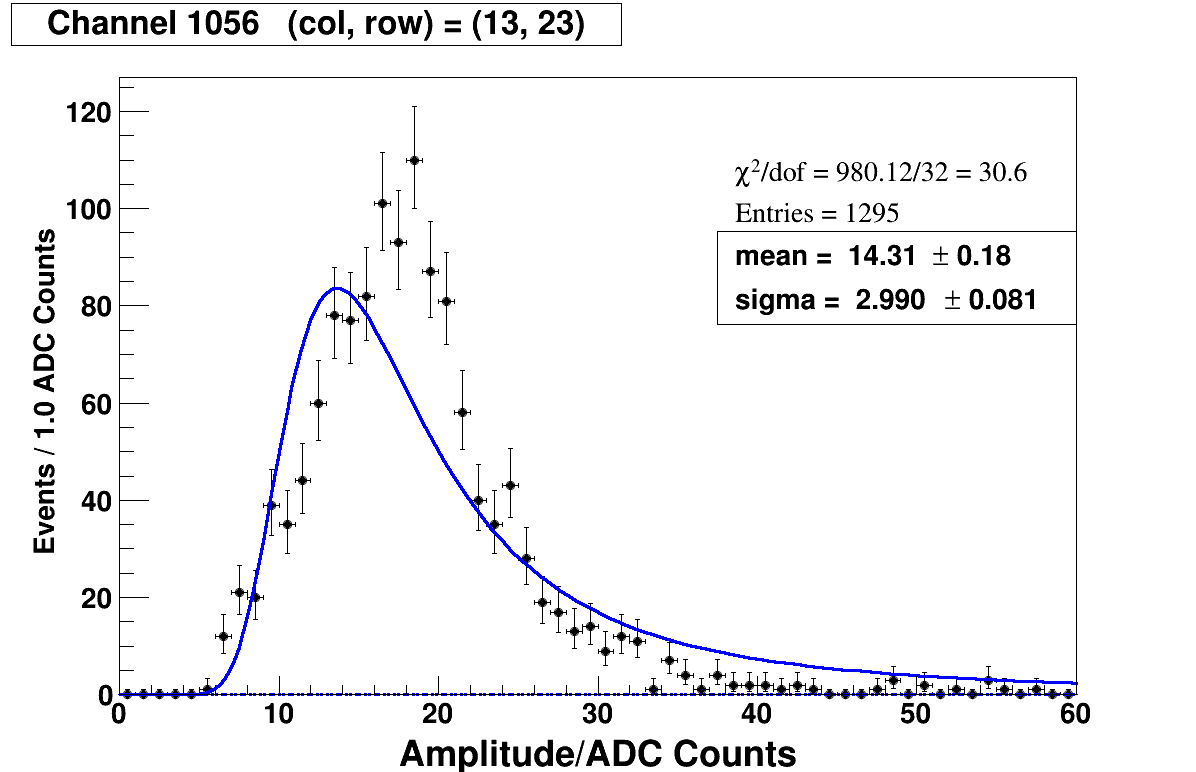 Channel 1056 (col, row) = (13, 23)
120
100
80
60
40
20
0
Events / 1.0 ADC Counts
χ²/dof = 980.12/32 = 30.6
Entries = 1295
mean = 14.31 ± 0.18
sigma = 2.990 ± 0.081
0 10 20 30 40 50 60
Amplitude/ADC Counts